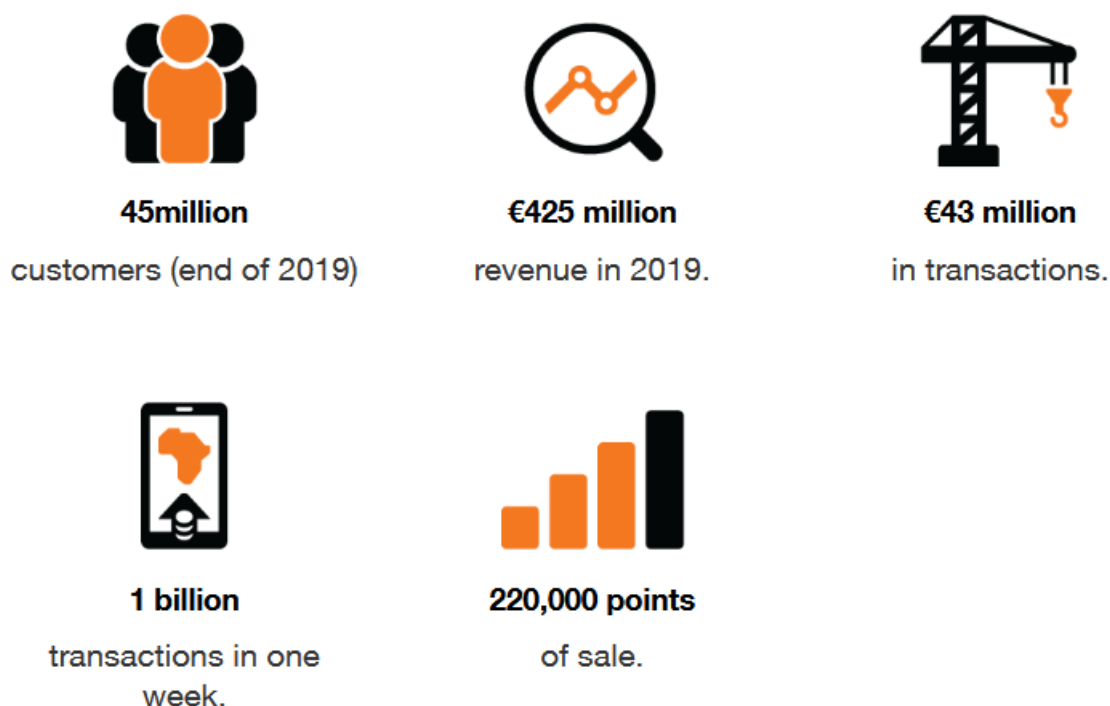 45million
customers (end of 2019)
€425 million
revenue in 2019.
€43 million
in transactions.
1 billion
transactions in one
week.
220,000 points
of sale.